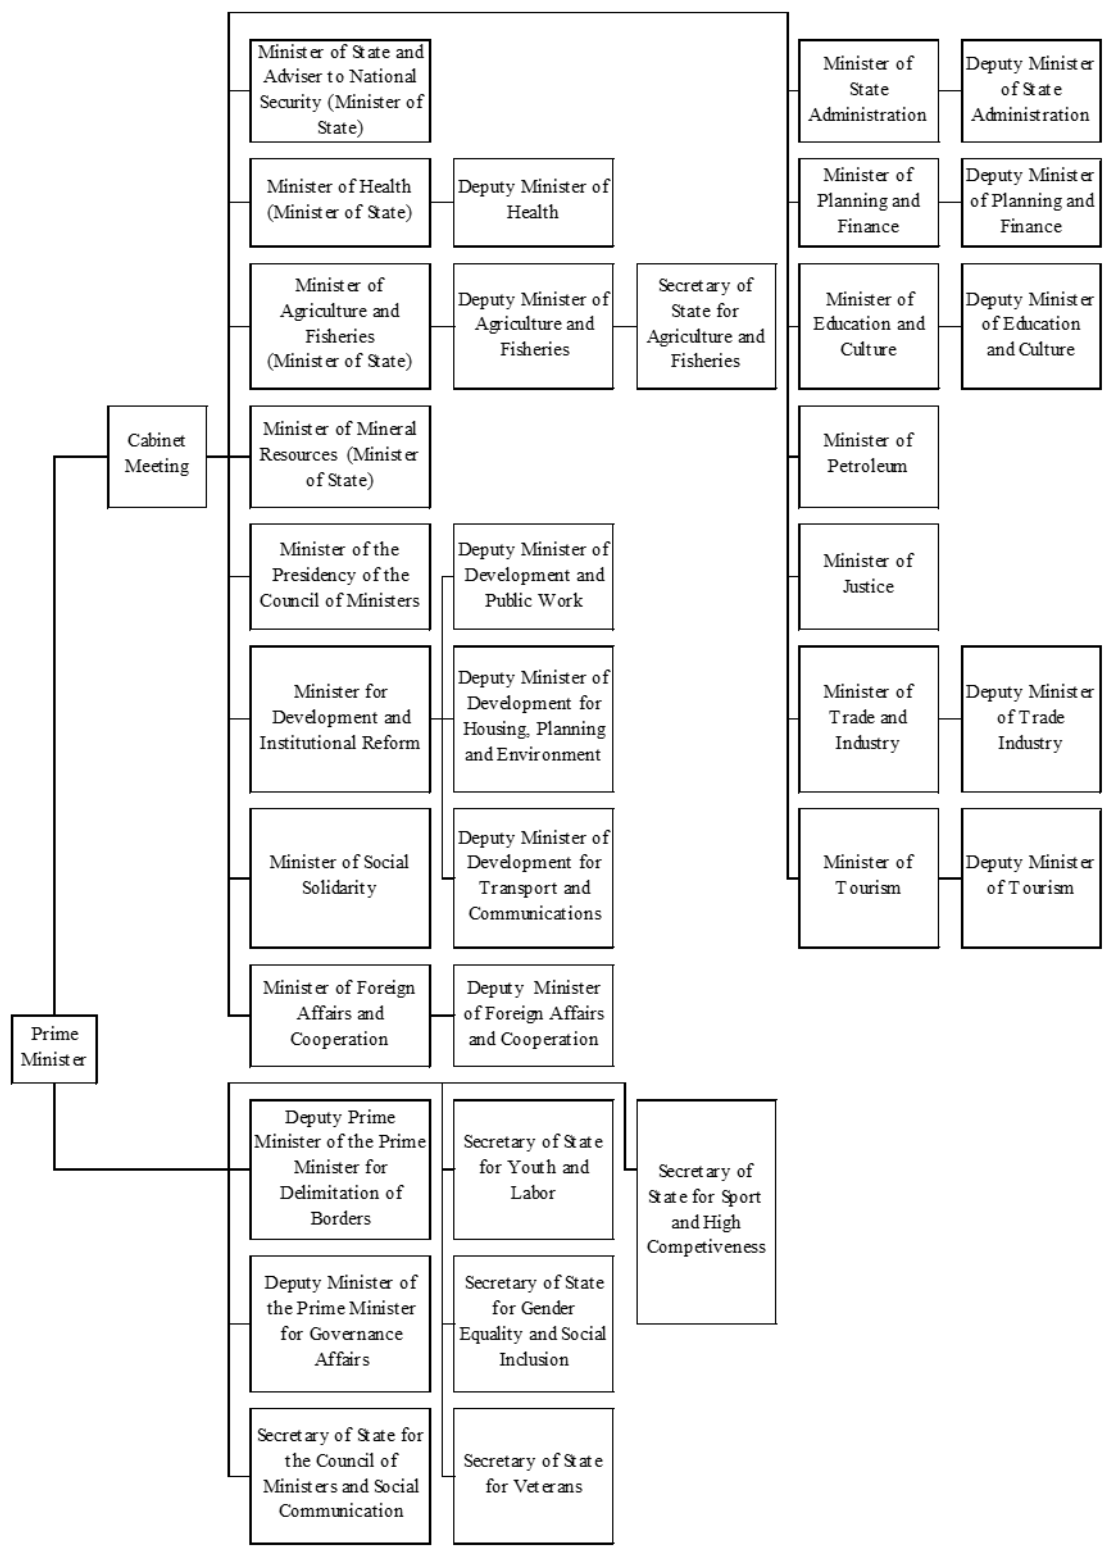 Minister of State and
Adviser to National
Security (Minister of
State)
Minister of
State
Administration
Deputy Minister
of State
Administration
Minister of Health
(Minister of State)
Deputy Minister of
Health
Minister of
Planning and
Finance
Deputy Minister
of Planning and
Finance
Minister of
Agriculture and
Fisheries
(Minister of State)
Deputy Minister of
Agriculture and
Fisheries
Secretary of
State for
Agriculture and
Fisheries
Minister of
Education and
Culture
Deputy Minister
of Education
and Culture
Cabinet
Meeting
Minister of Mineral
Resources (Minister
of State)
Minister of
Petroleum
Minister of the
Presidency of the
Council of Ministers
Deputy Minister of
Development and
Public Work
Minister of
Justice
Minister for
Development and
Institutional Reform
Deputy Minister of
Development for
Housing, Planning
and Environment
Minister of
Trade and
Industry
Deputy Minister
of Trade
Industry
Minister of Social
Solidarity
Deputy Minister of
Development for
Transport and
Communications
Minister of
Tourism
Deputy Minister
of Tourism
Minister of Foreign
Affairs and
Cooperation
Deputy Minister
of Foreign Affairs
and Cooperation
Prime
Minister
Deputy Prime
Minister of the Prime
Minister for
Delimitation of
Borders
Secretary of State
for Youth and
Labor
Secretary of
State for Sport
and High
Competiveness
Deputy Minister of
the Prime Minister
for Governance
Affairs
Secretary of State
for Gender
Equality and Social
Inclusion
Secretary of State for
the Council of
Ministers and Social
Communication
Secretary of State
for Veterans